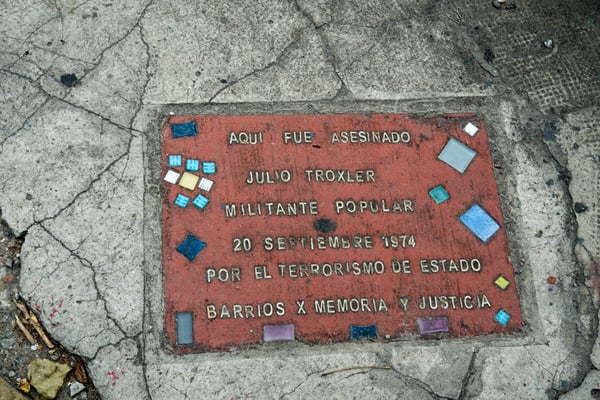 AQUI FUE ASESINADO
JULIO TROXLER
MILITANTE POPULAR
20 SEPTIEMBRE 1974
POR EL TERRORISMO DE ESTADO
BARRIOS X MEMORIA Y JUSTICIA